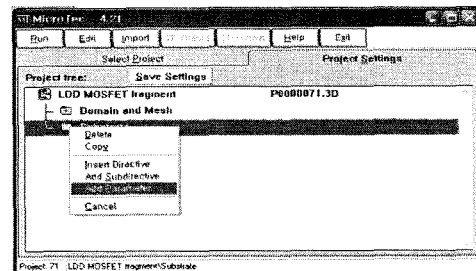 MicroTec 4.21
Run Edit Import Help Exit
Select Project Project Settings
Project tree: Save Settings
LDD MOSFET fragment P0000071.3D
Domain and Mesh
Delete
Copy
Insert Directive
Add Subdirective
Add Parameter
Cancel
Project 71 :LDD MOSFET fragment\Substrate